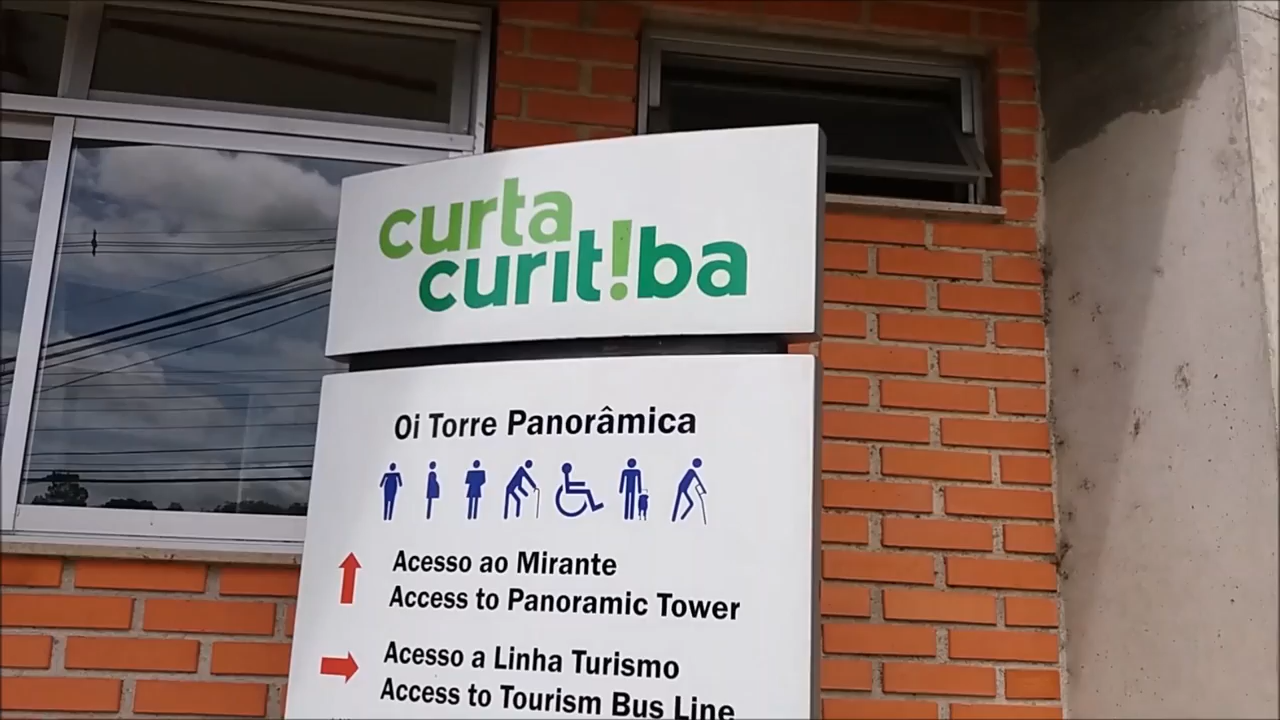 curta
curit!ba
Oi Torre Panorâmica
Acesso ao Mirante
Access to Panoramic Tower
Acesso a Linha Turismo
Access to Tourism Bus Line